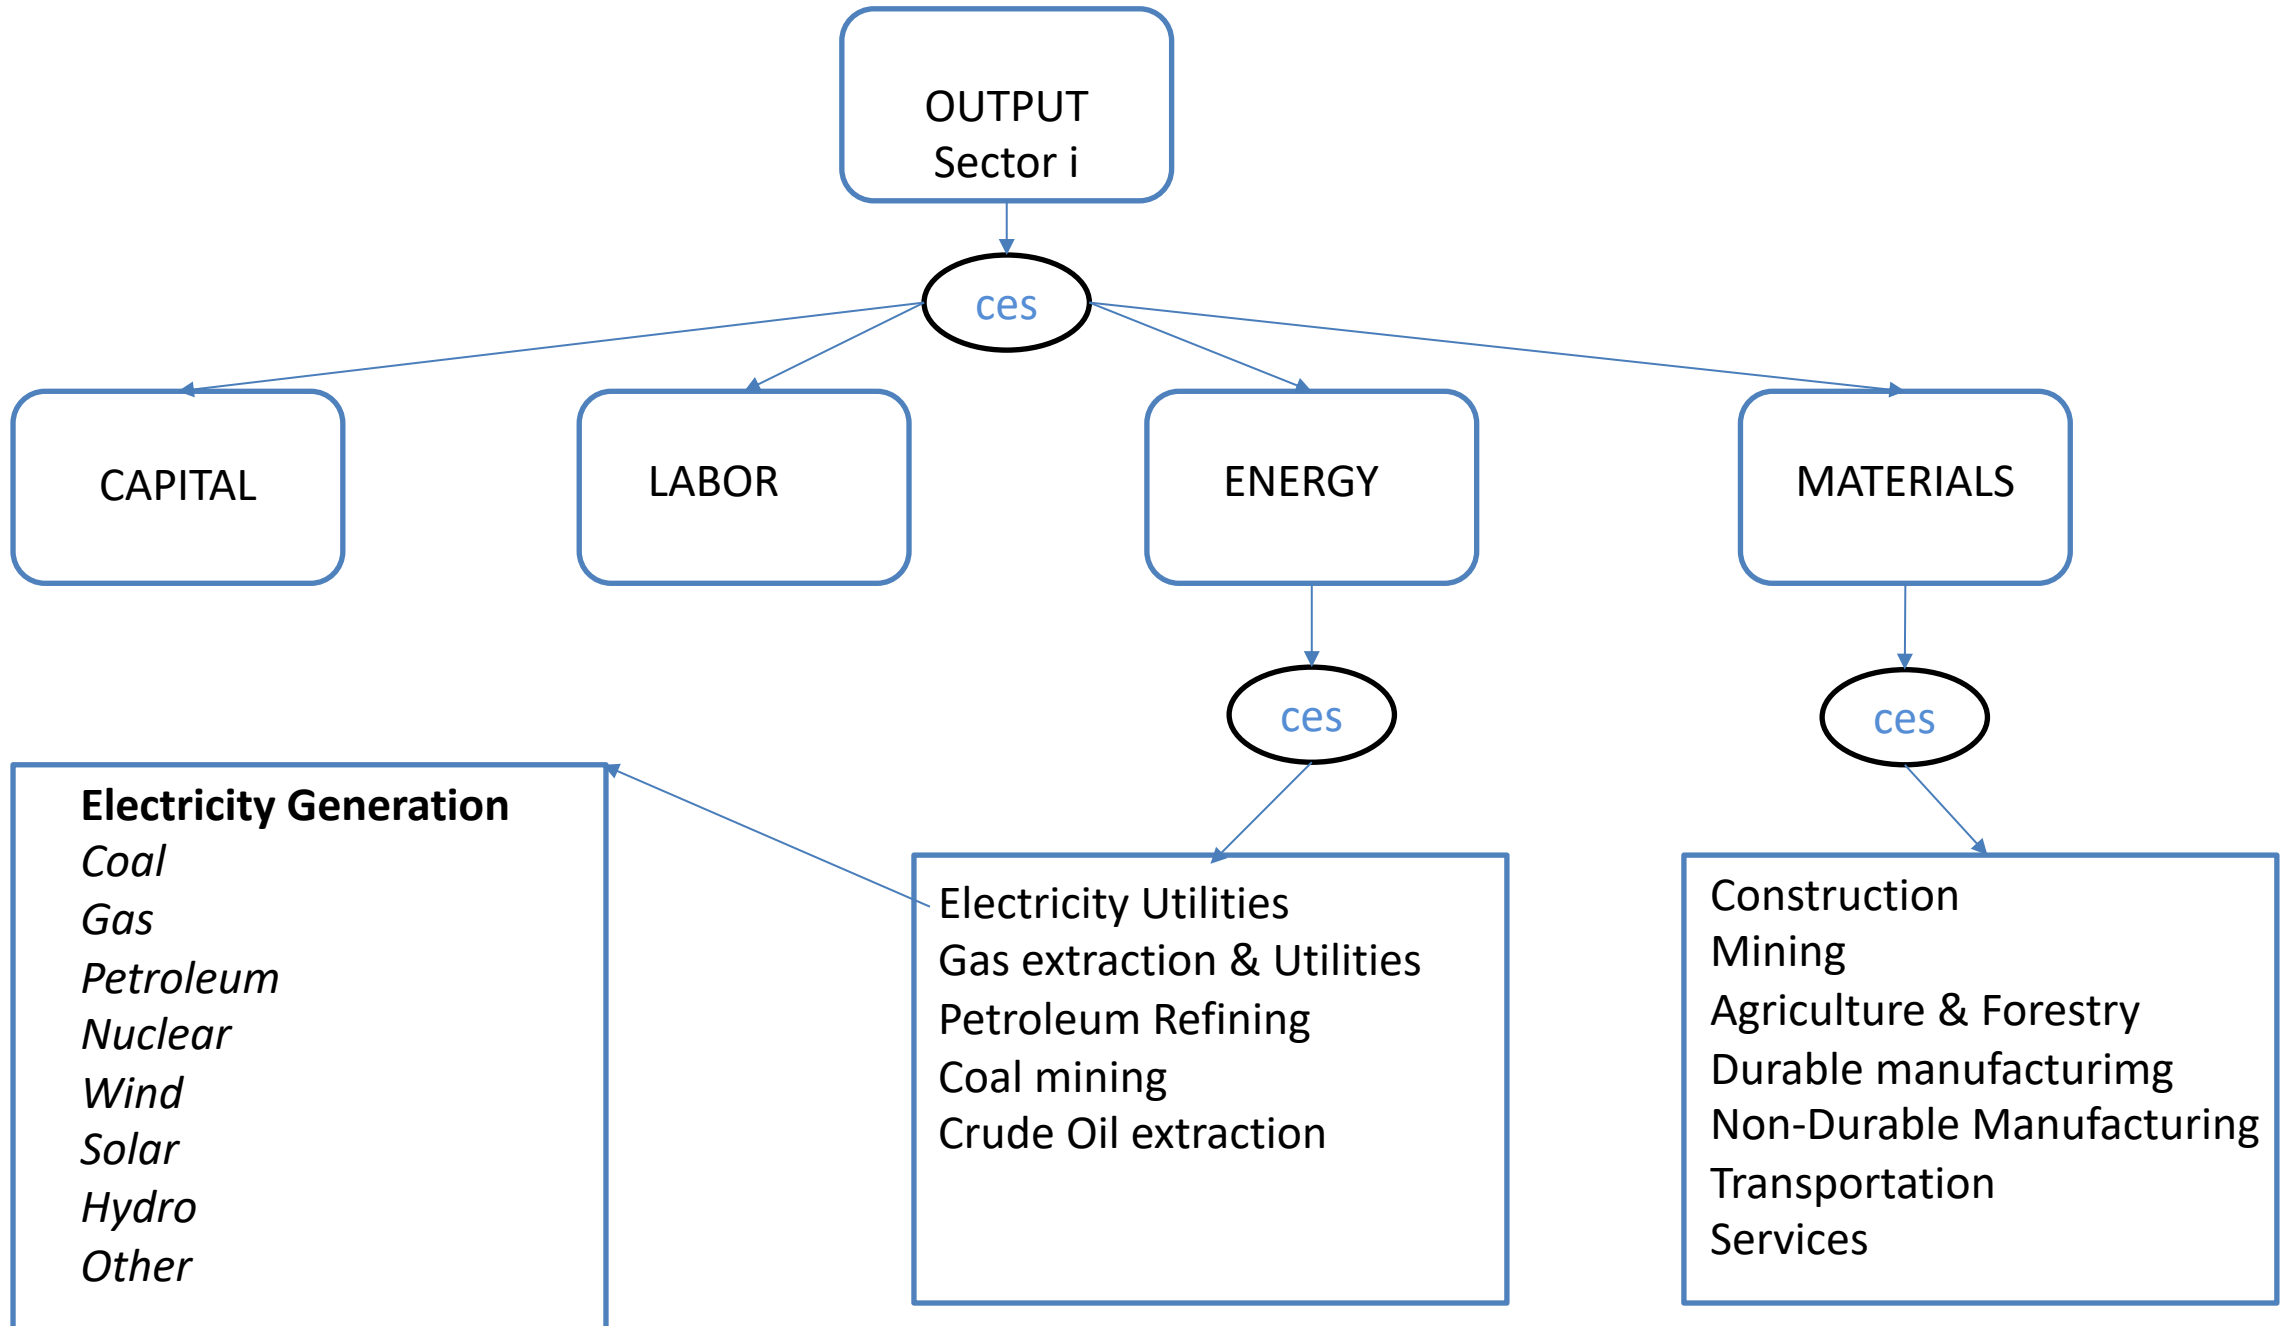 OUTPUT
Sector i
ces
CAPITAL
LABOR
ENERGY
MATERIALS
ces
ces
Electricity Generation
Coal
Gas
Petroleum
Nuclear
Wind
Solar
Hydro
Other
Electricity Utilities
Gas extraction & Utilities
Petroleum Refining
Coal mining
Crude Oil extraction
Construction
Mining
Agriculture & Forestry
Durable manufacturimg
Non-Durable Manufacturing
Transportation
Services